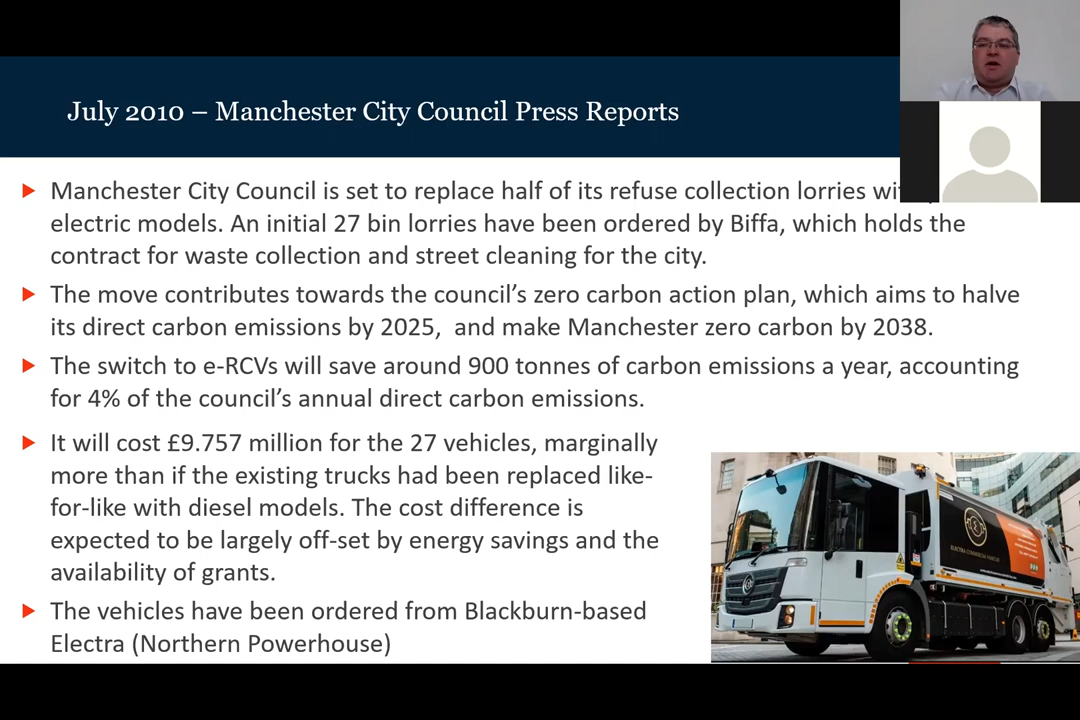 July 2010 – Manchester City Council Press Reports
Manchester City Council is set to replace half of its refuse collection lorries
electric models. An initial 27 bin lorries have been ordered by Biffa, which holds the
contract for waste collection and street cleaning for the city.
The move contributes towards the council’s zero carbon action plan, which aims to halve
its direct carbon emissions by 2025, and make Manchester zero carbon by 2038.
The switch to e-RCVs will save around 900 tonnes of carbon emissions a year, accounting
for 4% of the council’s annual direct carbon emissions.
It will cost £9.757 million for the 27 vehicles, marginally
more than if the existing trucks had been replaced like-
for-like with diesel models. The cost difference is
expected to be largely off-set by energy savings and the
availability of grants.
The vehicles have been ordered from Blackburn-based
Electra (Northern Powerhouse)
ELECTRA COMMERCIAL VEHICLES